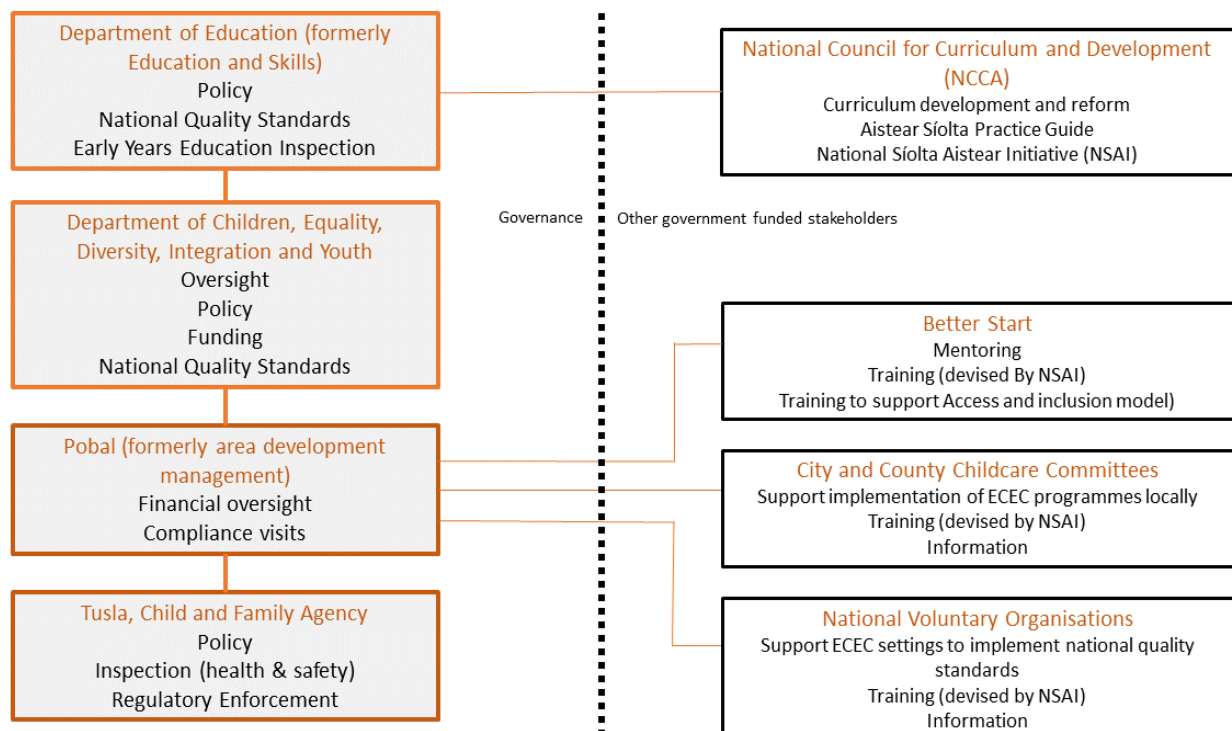 Department of Education (formerly
Education and Skills)
Policy
National Quality Standards
Early Years Education Inspection
Department of Children, Equality,
Diversity, Integration and Youth
Oversight
Policy
Funding
National Quality Standards
Pobal (formerly area development
management)
Financial oversight
Compliance visits
Tusla, Child and Family Agency
Policy
Inspection (health & safety)
Regulatory Enforcement
Governance
Other government funded stakeholders
National Council for Curriculum and Development
(NCCA)
Curriculum development and reform
Aistear Síolta Practice Guide
National Síolta Aistear Initiative (NSAI)
Better Start
Mentoring
Training (devised By NSAI)
Training to support Access and inclusion model)
City and County Childcare Committees
Support implementation of ECEC programmes locally
Training (devised by NSAI)
Information
National Voluntary Organisations
Support ECEC settings to implement national quality
standards
Training (devised by NSAI)
Information